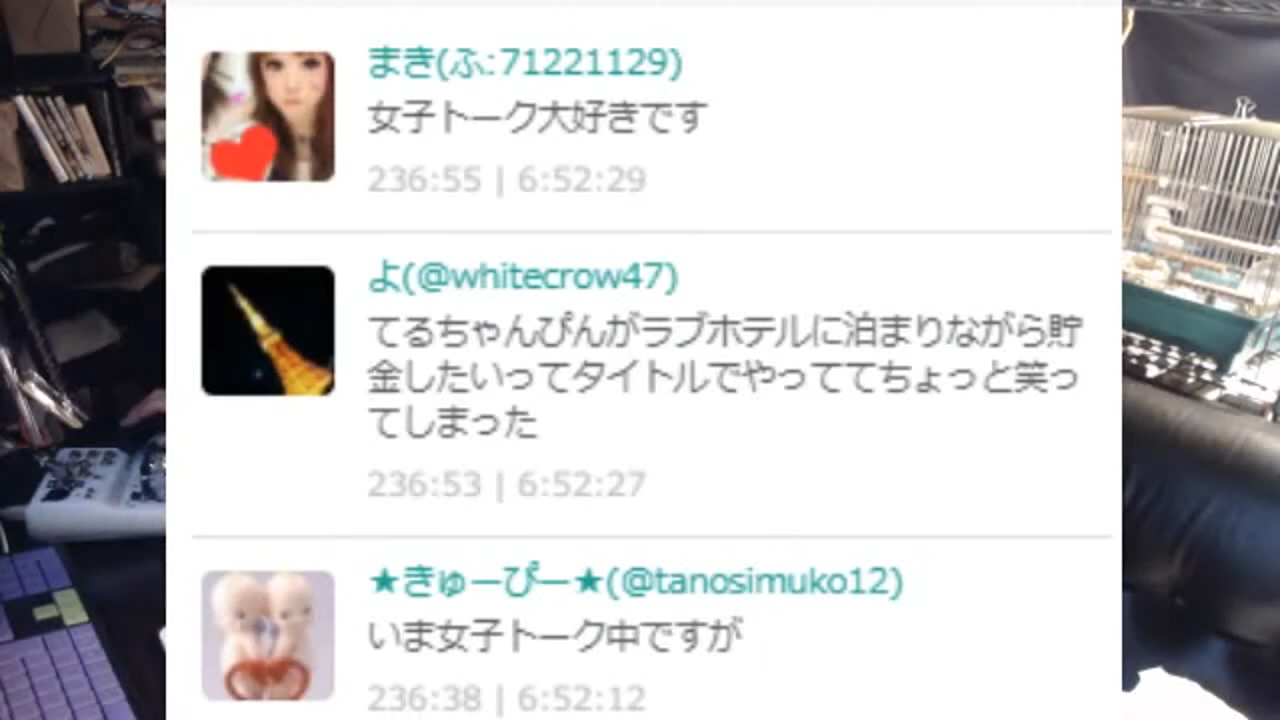 まき(ふ:71221129)
女子トーク大好きです
236:55 | 6:52:29
よ(@whitecrow47)
てるちゃんぴんがラブホテルに泊まりながら貯
金したいってタイトルでやっててちょっと笑っ
てしまった
236:53 | 6:52:27
★きゅーぴー★(@tanosimuko12)
いま女子トーク中ですが
236:38 | 6:52:12